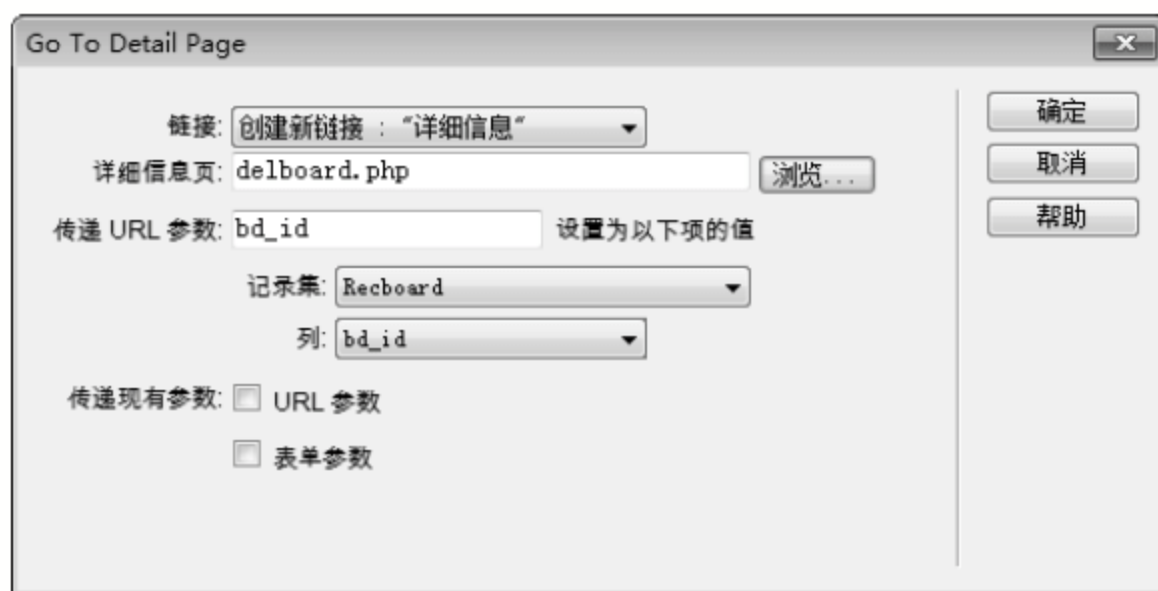 Go To Detail Page
链接: 创建新链接 : “详细信息” 确定
详细信息页: delboard.php 浏览... 取消
传递 URL 参数: bd_id 设置为以下项的值 帮助
记录集: Recboard
列: bd_id
传递现有参数: URL 参数
表单参数